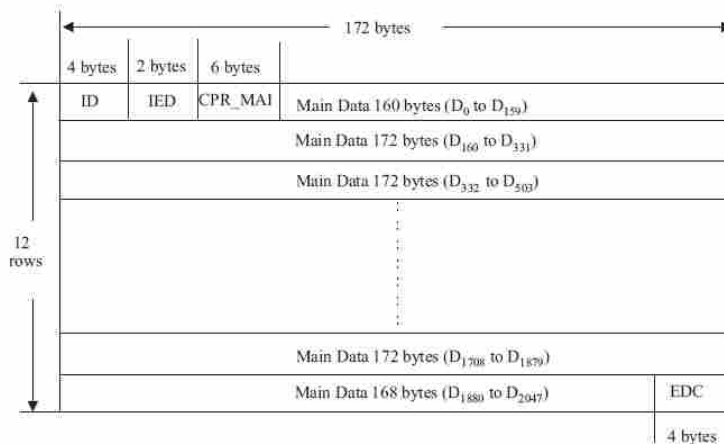 172 bytes
4 bytes 2 bytes 6 bytes
ID IED CPR_MAI Main Data 160 bytes (D0 to D159)
Main Data 172 bytes (D160 to D331)
Main Data 172 bytes (D332 to D503)
12
rows
Main Data 172 bytes (D1708 to D1879)
Main Data 168 bytes (D1880 to D2047) EDC
4 bytes